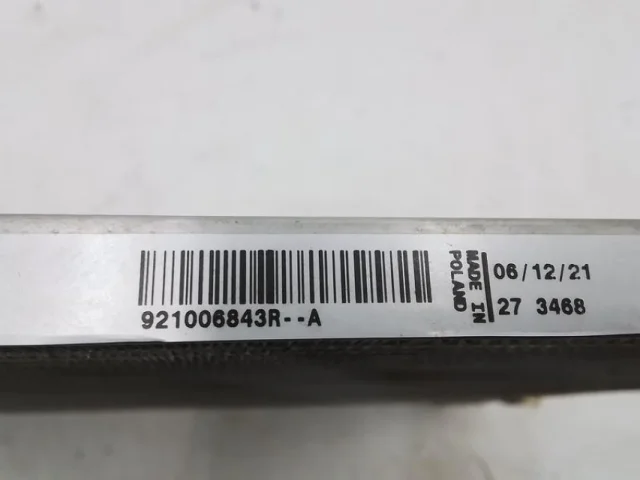 921006843R--A
MADE IN
POLAND
06/12/21
27 3468